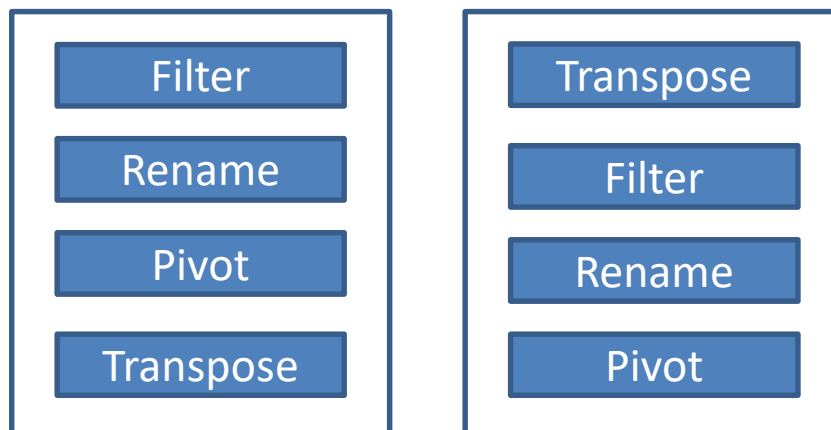 Filter
Rename
Pivot
Transpose
Transpose
Filter
Rename
Pivot